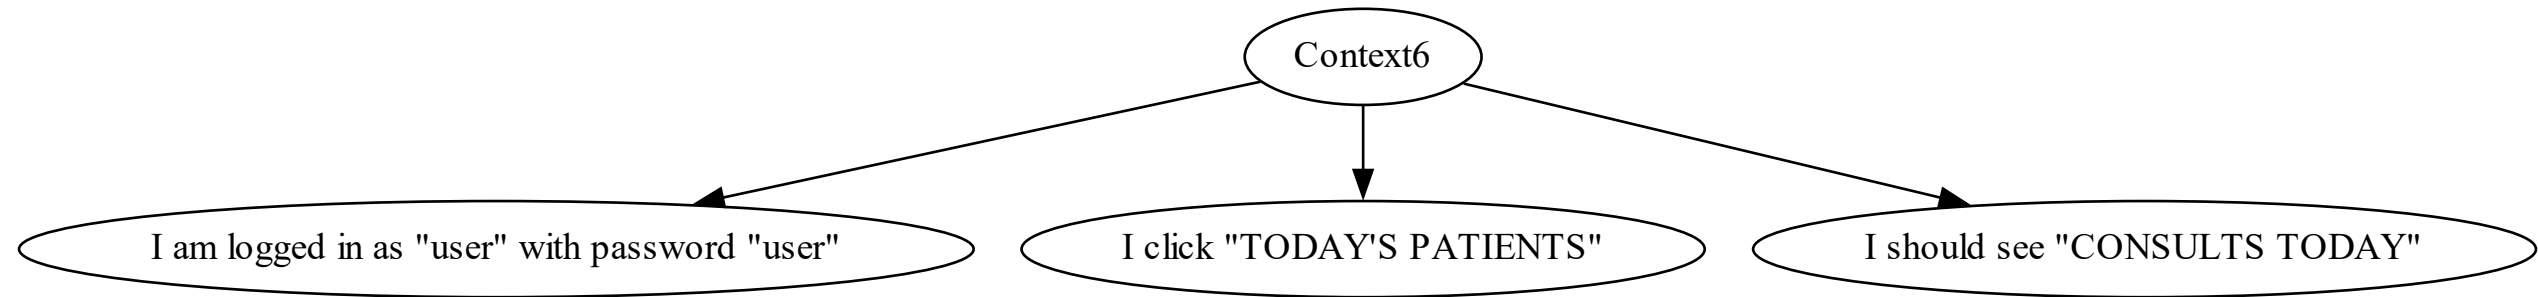 Context6
I am logged in as "user" with password "user"
I click "TODAY'S PATIENTS"
I should see "CONSULTS TODAY"